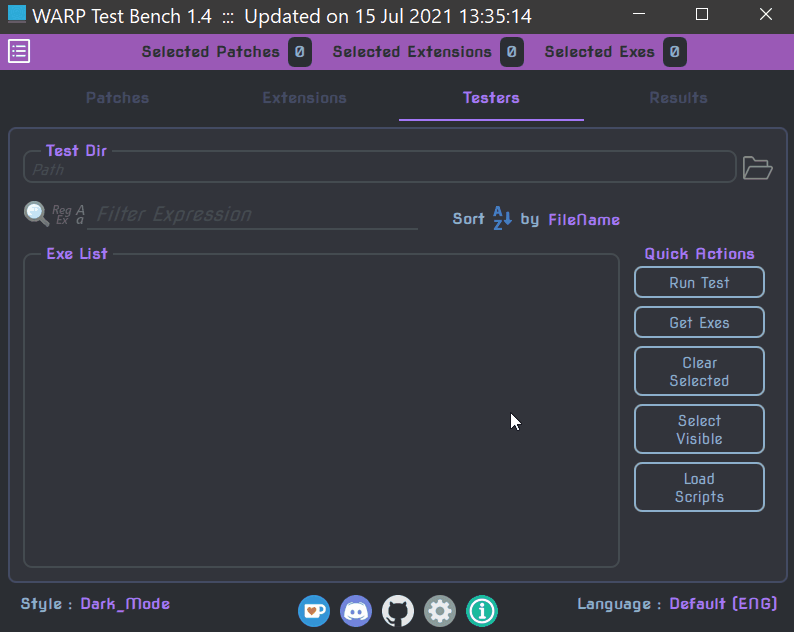 WARP Test Bench 1.4 ::: Updated on 15 Jul 2021 13:35:14
Selected Patches 0 Selected Extensions 0 Selected Exes 0
Patches Extensions Testers Results
Test Dir
Path
Reg Ex A a Filter Expression Sort A Z by FileName
Exe List Quick Actions
Run Test
Get Exes
Clear
Selected
Select
Visible
Load
Scripts
Style : Dark_Mode Language : Default (ENG)